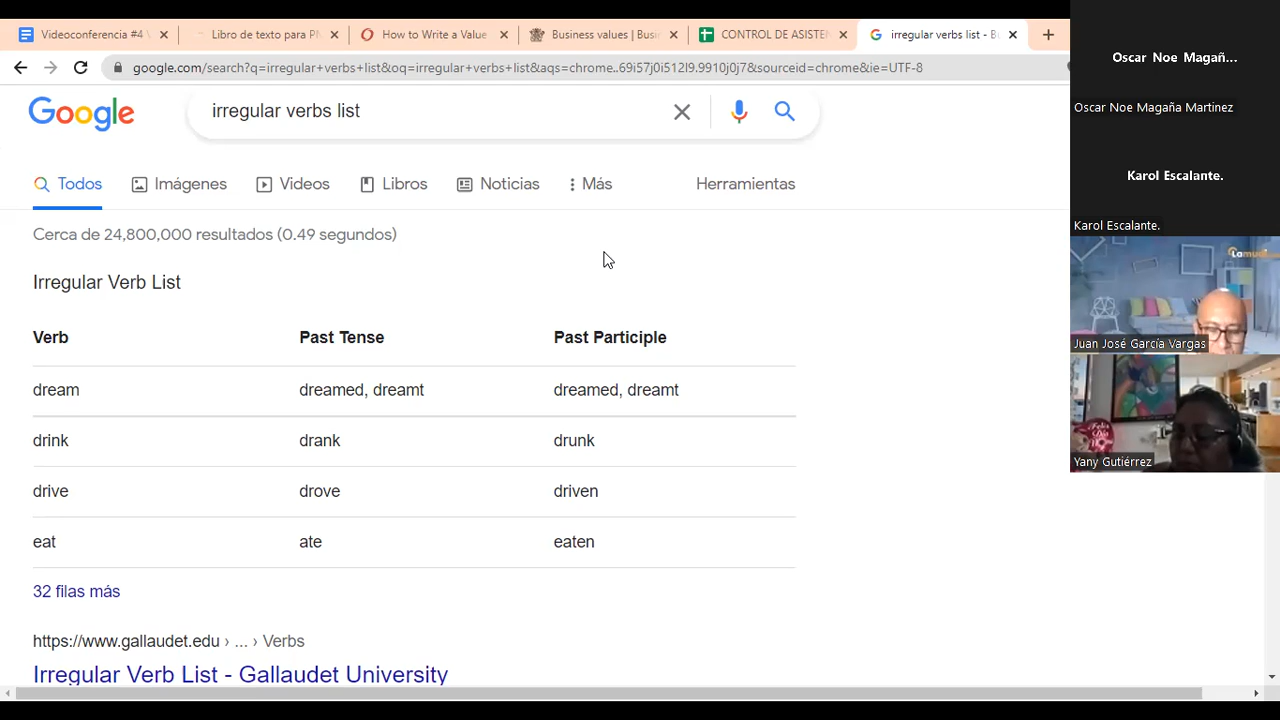 Videoconferencia #4
Libro de texto para PM
How to Write a Value
Business values | Busi
CONTROL DE ASISTEN
irregular verbs list - B
google.com/search?q=irregular+verbs+list&oq=irregular+verbs+list&aqs=chrome..69i57j0i512l9.9910j0j7&sourceid=chrome&ie=UTF-8
Google
irregular verbs list
Todos Imágenes Videos Libros Noticias Más Herramientas
Cerca de 24,800,000 resultados (0.49 segundos)
Irregular Verb List
Verb Past Tense Past Participle
dream dreamed, dreamt dreamed, dreamt
drink drank drunk
drive drove driven
eat ate eaten
32 filas más
https://www.gallaudet.edu › ... › Verbs
Irregular Verb List - Gallaudet University
Oscar Noe Magañ...
Oscar Noe Magaña Martinez
Karol Escalante.
Karol Escalante.
Juan José García Vargas
Yany Gutiérrez